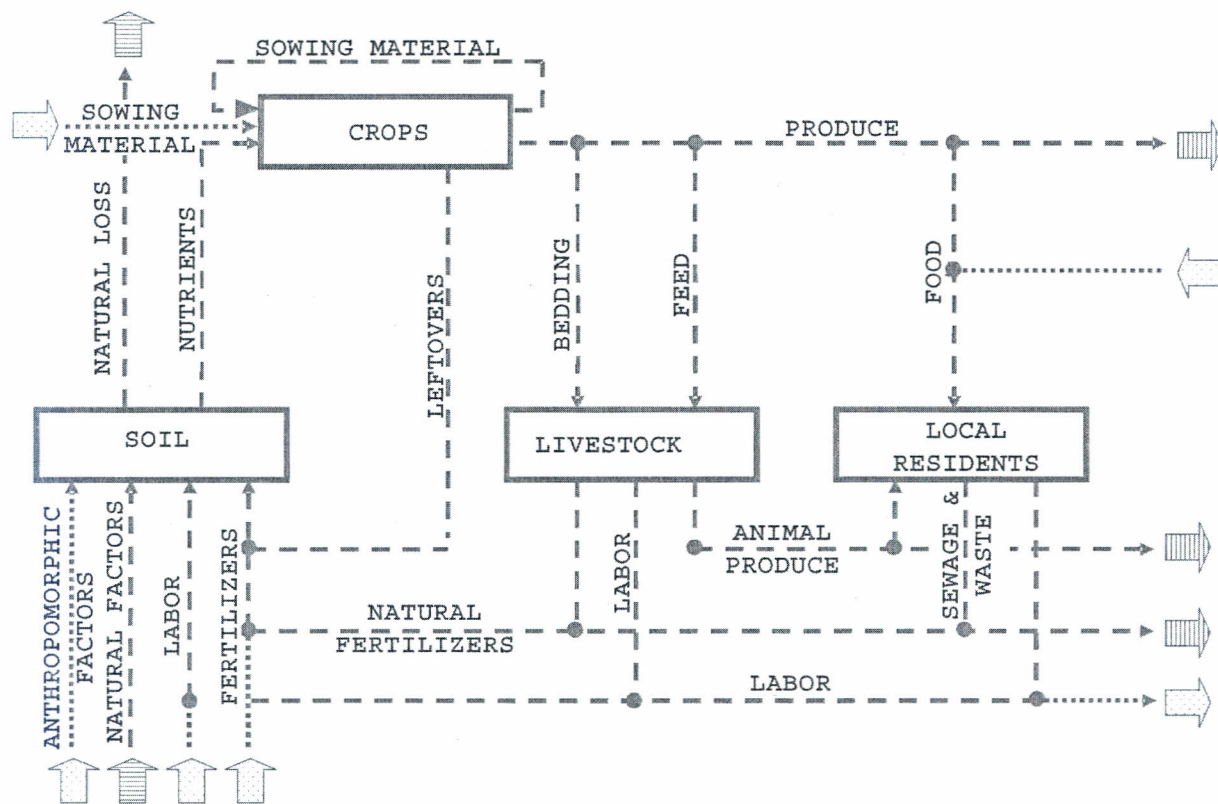 SOWING MATERIAL
SOWING
MATERIAL
CROPS
PRODUCE
NATURAL LOSS
NUTRIENTS
LEFTOVERS
BEDDING
FEED
FOOD
SOIL
LIVESTOCK
LOCAL
RESIDENTS
ANTHROPOMORPHIC
FACTORS
NATURAL FACTORS
LABOR
FERTILIZERS
NATURAL
FERTILIZERS
LABOR
ANIMAL
PRODUCE
SEWAGE &
WASTE
LABOR